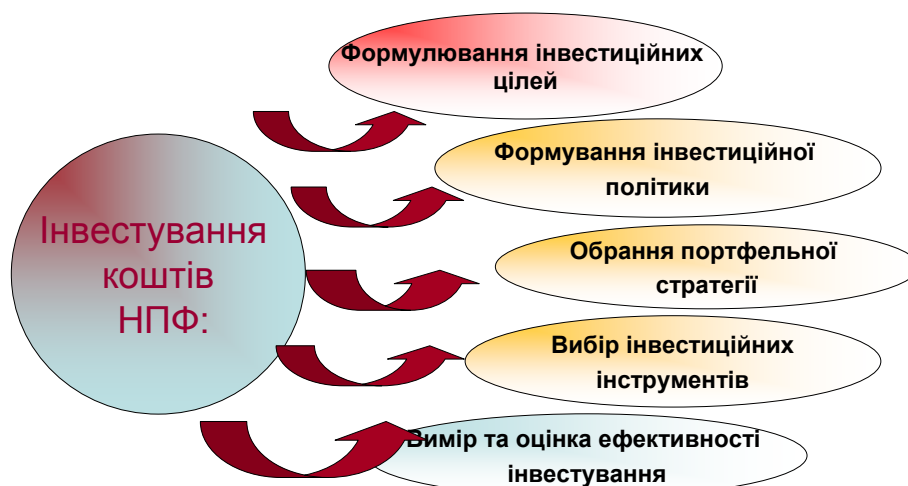 Формулювання інвестиційних
цілей
Формування інвестиційної
політики
Інвестування
коштів
НПФ:
Обрання портфельної
стратегії
Вибір інвестиційних
інструментів
Вимір та оцінка ефективності
інвестування